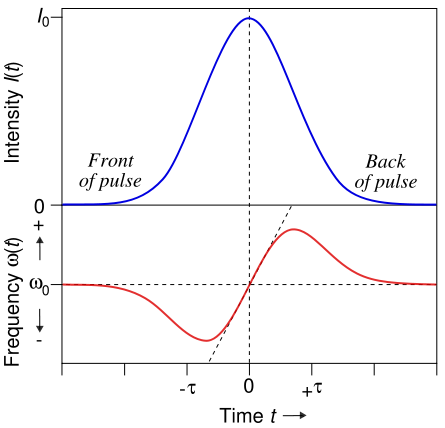 Intensity I(t)
I₀
Front
of pulse
Back
of pulse
0
Frequency ω(t)
+
ω₀
-
-τ
0
+τ
Time t →